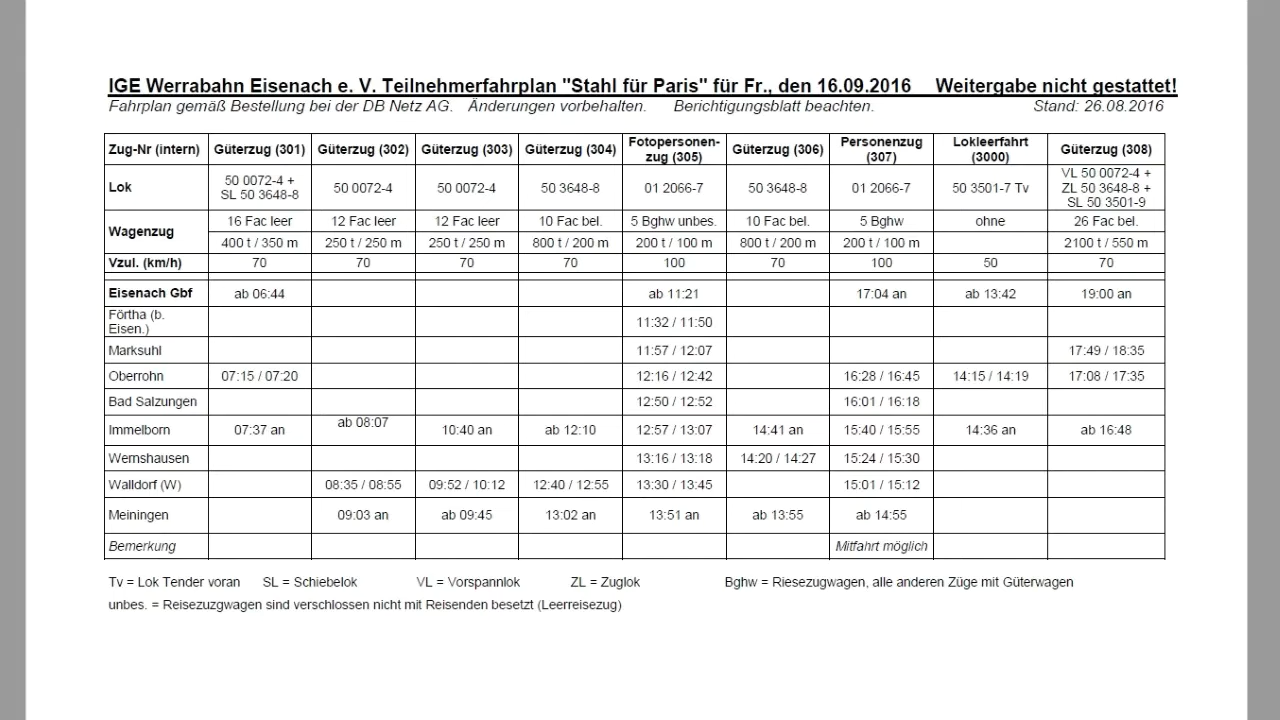 IGE Werrabahn Eisenach e. V. Teilnehmerfahrplan "Stahl für Paris" für Fr., den 16.09.2016 Weitergabe nicht gestattet!
Fahrplan gemäß Bestellung bei der DB Netz AG. Änderungen vorbehalten. Berichtigungsblatt beachten. Stand: 26.08.2016
Zug-Nr (intern) Güterzug (301) Güterzug (302) Güterzug (303) Güterzug (304) Fotopersonen- Güterzug (306) Personenzug Lokleerfahrt Güterzug (308)
zug (305) (307) (3000)
Lok 50 0072-4 + 50 0072-4 50 0072-4 50 3648-8 01 2066-7 50 3648-8 01 2066-7 50 3501-7 Tv VL 50 0072-4 +
SL 50 3648-8 ZL 50 3648-8 +
SL 50 3501-9
Wagenzug 16 Fac leer 12 Fac leer 12 Fac leer 10 Fac bel. 5 Bghw unbes. 10 Fac bel. 5 Bghw ohne 26 Fac bel.
400 t / 350 m 250 t / 250 m 250 t / 250 m 800 t / 200 m 200 t / 100 m 800 t / 200 m 200 t / 100 m 2100 t / 550 m
Vzul. (km/h) 70 70 70 70 100 70 100 50 70
Eisenach Gbf ab 06:44 ab 11:21 17:04 an ab 13:42 19:00 an
Förtha (b. 11:32 / 11:50
Eisen.)
Marksuhl 11:57 / 12:07 17:49 / 18:35
Oberrohn 07:15 / 07:20 12:16 / 12:42 16:28 / 16:45 14:15 / 14:19 17:08 / 17:35
Bad Salzungen 12:50 / 12:52 16:01 / 16:18
Immelborn 07:37 an ab 08:07 10:40 an ab 12:10 12:57 / 13:07 14:41 an 15:40 / 15:55 14:36 an ab 16:48
Wernshausen 13:16 / 13:18 14:20 / 14:27 15:24 / 15:30
Walldorf (W) 08:35 / 08:55 09:52 / 10:12 12:40 / 12:55 13:30 / 13:45 15:01 / 15:12
Meiningen 09:03 an ab 09:45 13:02 an 13:51 an ab 13:55 ab 14:55
Bemerkung Mitfahrt möglich
Tv = Lok Tender voran SL = Schiebelok VL = Vorspannlok ZL = Zuglok Bghw = Riesezugwagen, alle anderen Züge mit Güterwagen
unbes. = Reisezuzgwagen sind verschlossen nicht mit Reisenden besetzt (Leerreisezug)